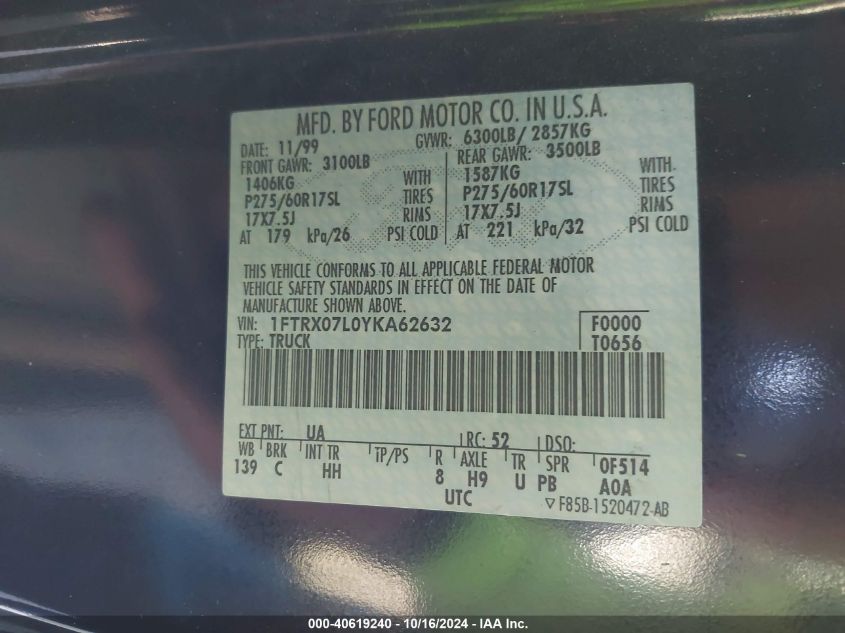 MFD. BY FORD MOTOR CO. IN U.S.A.
DATE: 11/99 GVWR: 6300LB/ 2857KG
FRONT GAWR: 3100LB REAR GAWR: 3500LB
1406KG WITH 1587KG WITH
P275/60R17SL TIRES P275/60R17SL TIRES
17X7.5J RIMS 17X7.5J RIMS
AT 179 kPa/26 PSI COLD AT 221 kPa/32 PSI COLD
THIS VEHICLE CONFORMS TO ALL APPLICABLE FEDERAL MOTOR
VEHICLE SAFETY STANDARDS IN EFFECT ON THE DATE OF
MANUFACTURE SHOWN ABOVE.
VIN: 1FTRX07L0YKA62632 F0000
TYPE: TRUCK T0656
EXT PNT: UA RC: 52 DSO:
WB BRK INT TR TP/PS R AXLE TR SPR 0F514
139 C HH 8 H9 U PB A0A
UTC ▽F85B-1520472-AB
000-40619240 - 10/16/2024 - IAA Inc.